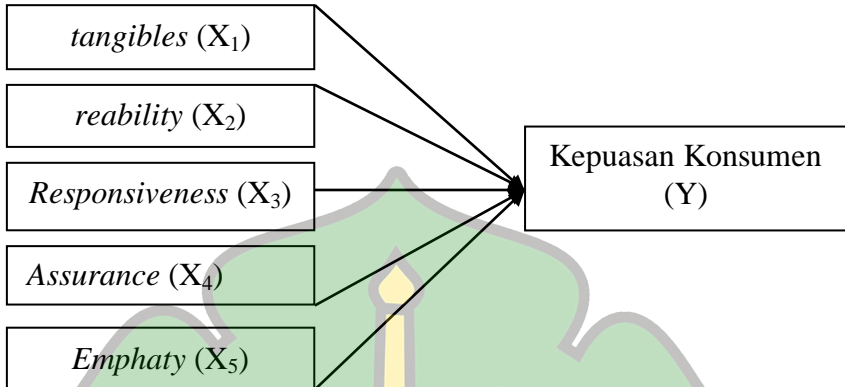 tangibles (X₁)
reability (X₂)
Responsiveness (X₃)
Assurance (X₄)
Emphaty (X₅)
Kepuasan Konsumen
(Y)